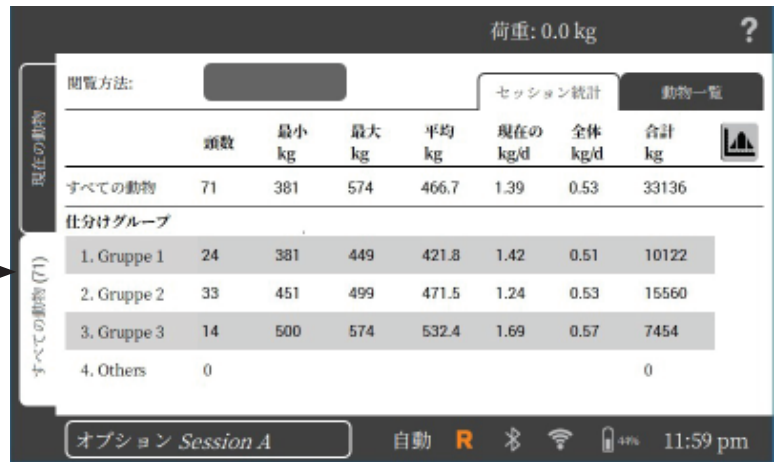 荷重: 0.0 kg ?
閲覧方法:
セッション統計 動物一覧
頭数 最小 kg 最大 kg 平均 kg 現在の kg/d 全体 kg/d 合計 kg
すべての動物 71 381 574 466.7 1.39 0.53 33136
仕分けグループ
1. Gruppe 1 24 381 449 421.8 1.42 0.51 10122
2. Gruppe 2 33 451 499 471.5 1.24 0.53 15560
3. Gruppe 3 14 500 574 532.4 1.69 0.57 7454
4. Others 0 0
現在の動物
すべての動物 (71)
オプション Session A 自動 R 44% 11:59 pm